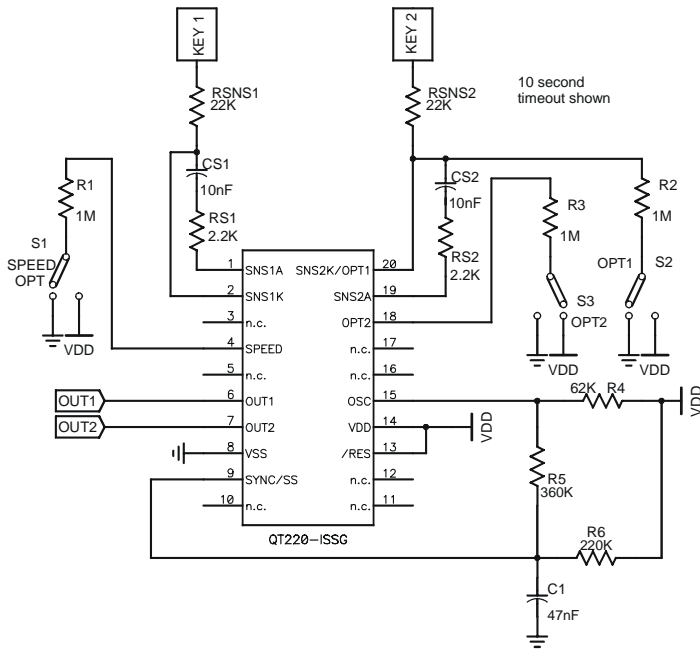 KEY 1
KEY 2
RSNS1
22K
RSNS2
22K
10 second
timeout shown
CS1
10nF
CS2
10nF
R1
1M
RS1
2.2K
RS2
2.2K
R3
1M
R2
1M
S1
SPEED
OPT
VDD
OPT1
S2
S3
OPT2
VDD
VDD
1 SNS1A SNS2K/OPT1 20
2 SNS1K SNS2A 19
3 n.c. OPT2 18
4 SPEED n.c. 17
5 n.c. n.c. 16
6 OUT1 OSC 15
7 OUT2 VDD 14
8 VSS /RES 13
9 SYNC/SS n.c. 12
10 n.c. n.c. 11
QT220-ISSG
OUT1
OUT2
62K R4
VDD
VDD
R5
360K
R6
220K
C1
47nF